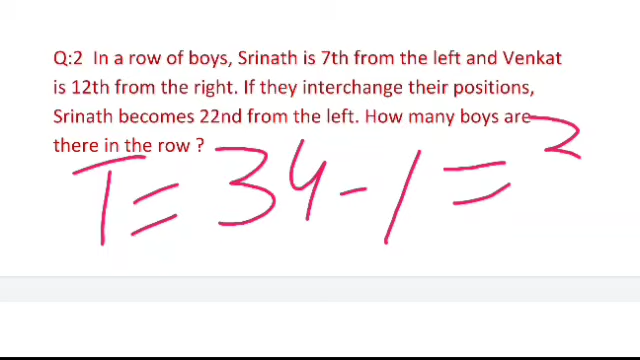 Q:2 In a row of boys, Srinath is 7th from the left and Venkat
is 12th from the right. If they interchange their positions,
Srinath becomes 22nd from the left. How many boys are
there in the row ?
T = 34 - 1 = 3